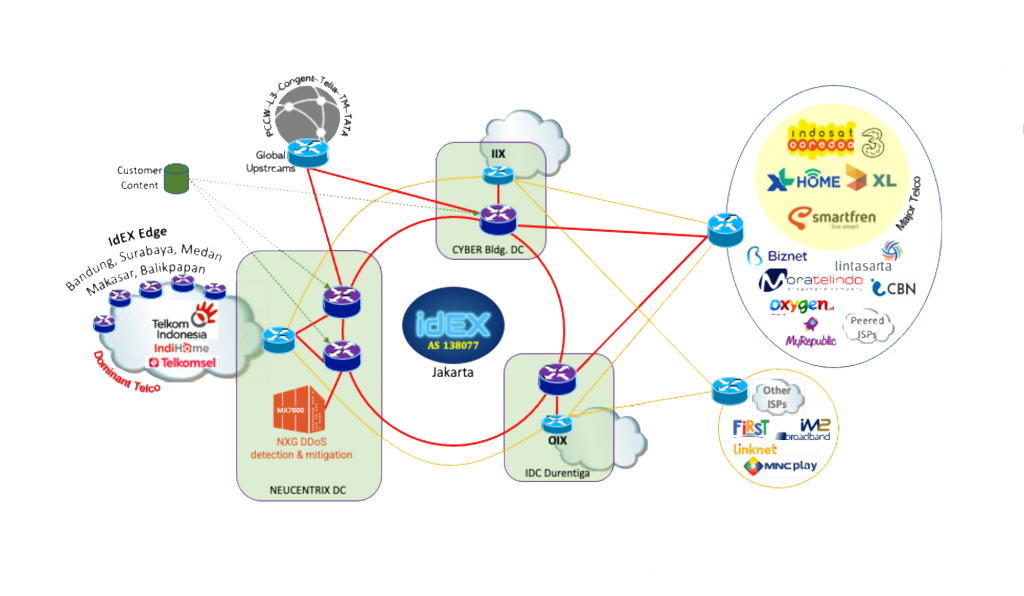 PCCW-L3-Congent-Telia-TM-TATA
Global
Upstreams
Customer
Content
IdEX Edge
Bandung, Surabaya, Medan
Makasar, Balikpapan
Telkom
Indonesia
IndiHome
Telkomsel
Dominant Telco
MX7000
NXG DDoS
detection & mitigation
NEUCENTRIX DC
IIX
CYBER Bldg. DC
idEX
AS 138077
Jakarta
OIX
IDC Durentiga
indosat
ooredoo
3
XL HOME
XL
smartfren
live smart
Major Telco
Biznet
lintasarta
Moratelindo
CBN
oxygen.id
MyRepublic
Peered
ISPs
Other
ISPs
FiRST
iM2
broadband
linknet
MNC play